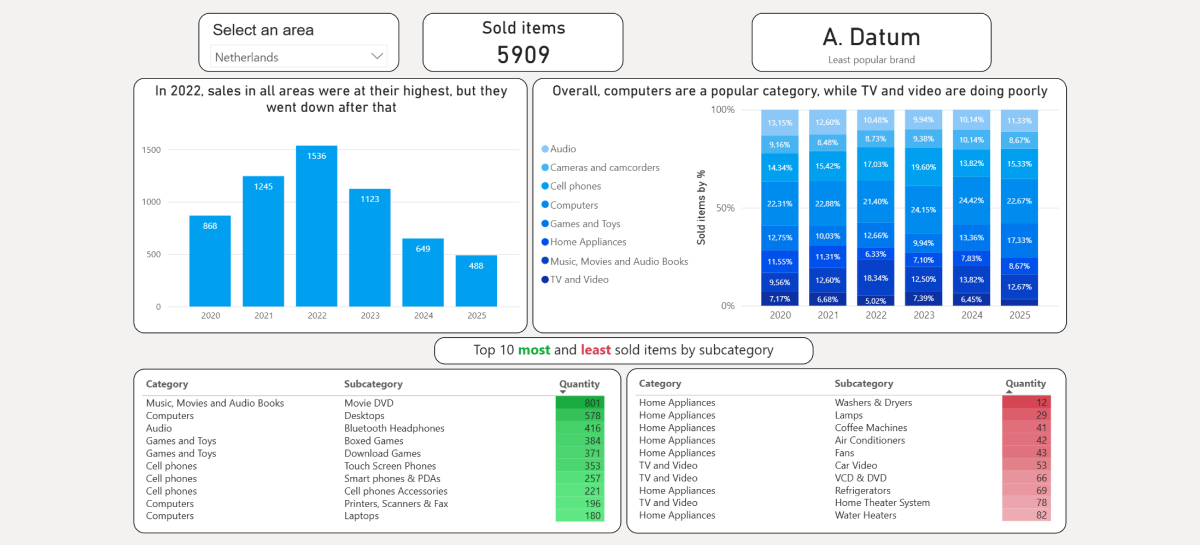 Select an area
Netherlands
Sold items
5909
A. Datum
Least popular brand
In 2022, sales in all areas were at their highest, but they
went down after that
1500
1000
500
0
868
1245
1536
1123
649
488
2020 2021 2022 2023 2024 2025
Overall, computers are a popular category, while TV and video are doing poorly
Audio
Cameras and camcorders
Cell phones
Computers
Games and Toys
Home Appliances
Music, Movies and Audio Books
TV and Video
Sold items by %
100%
50%
0%
13,15% 12,60% 10,48% 9,94% 10,14% 11,33%
9,16% 8,48% 8,73% 9,38% 10,14% 8,67%
14,34% 15,42% 17,03% 19,60% 13,82% 15,33%
22,31% 22,88% 21,40% 24,15% 24,42% 22,67%
12,75% 10,03% 12,66% 9,94% 13,36% 17,33%
11,55% 11,31% 6,33% 7,10% 7,83% 8,67%
9,56% 12,60% 18,34% 12,50% 13,82% 12,67%
7,17% 6,68% 5,02% 7,39% 6,45%
2020 2021 2022 2023 2024 2025
Top 10 most and least sold items by subcategory
Category Subcategory Quantity
Music, Movies and Audio Books Movie DVD 801
Computers Desktops 578
Audio Bluetooth Headphones 416
Games and Toys Boxed Games 384
Games and Toys Download Games 371
Cell phones Touch Screen Phones 353
Cell phones Smart phones & PDAs 257
Cell phones Cell phones Accessories 221
Computers Printers, Scanners & Fax 196
Computers Laptops 180
Category Subcategory Quantity
Home Appliances Washers & Dryers 12
Home Appliances Lamps 29
Home Appliances Coffee Machines 41
Home Appliances Air Conditioners 42
Home Appliances Fans 43
TV and Video Car Video 53
TV and Video VCD & DVD 66
Home Appliances Refrigerators 69
TV and Video Home Theater System 78
Home Appliances Water Heaters 82